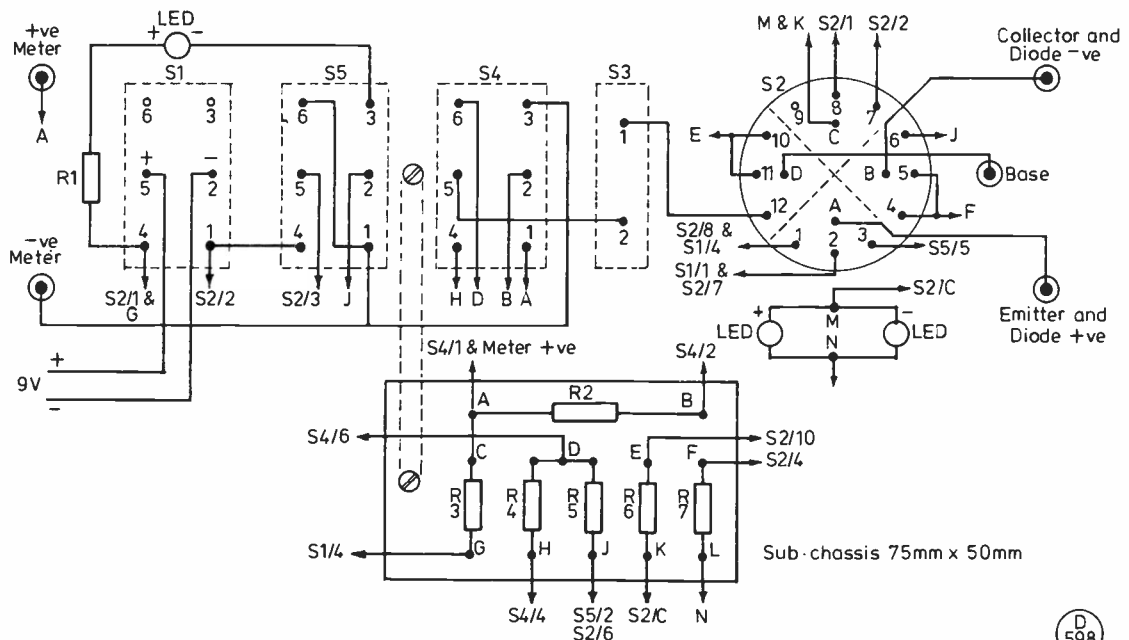 LED
+ -
+ve
Meter
A
S1
S5
S4
S3
6 3
+ -
5 2
4 1
6 3
5 2
4 1
6 3
5 2
4 1
1
2
R1
-ve
Meter
S2/1 &
G
S2/2
S2/3
J
H
D
B
A
+
9V
-
M & K
S2/1
S2/2
Collector and
Diode -ve
S2
9
8
7
C
E
10
6
J
11
D
B
5
Base
12
A
4
F
S2/8 &
S1/4
1
2
3
S5/5
S1/1 &
S2/7
S2/C
Emitter and
Diode +ve
+
M
-
LED
N
LED
S4/1 & Meter +ve
S4/2
A
R2
B
S4/6
S2/10
C
D
E
F
S2/4
R3
R4
R5
R6
R7
S1/4
G
H
J
K
L
Sub-chassis 75mm x 50mm
S4/4
S5/2
S2/6
S2/C
N
D
598